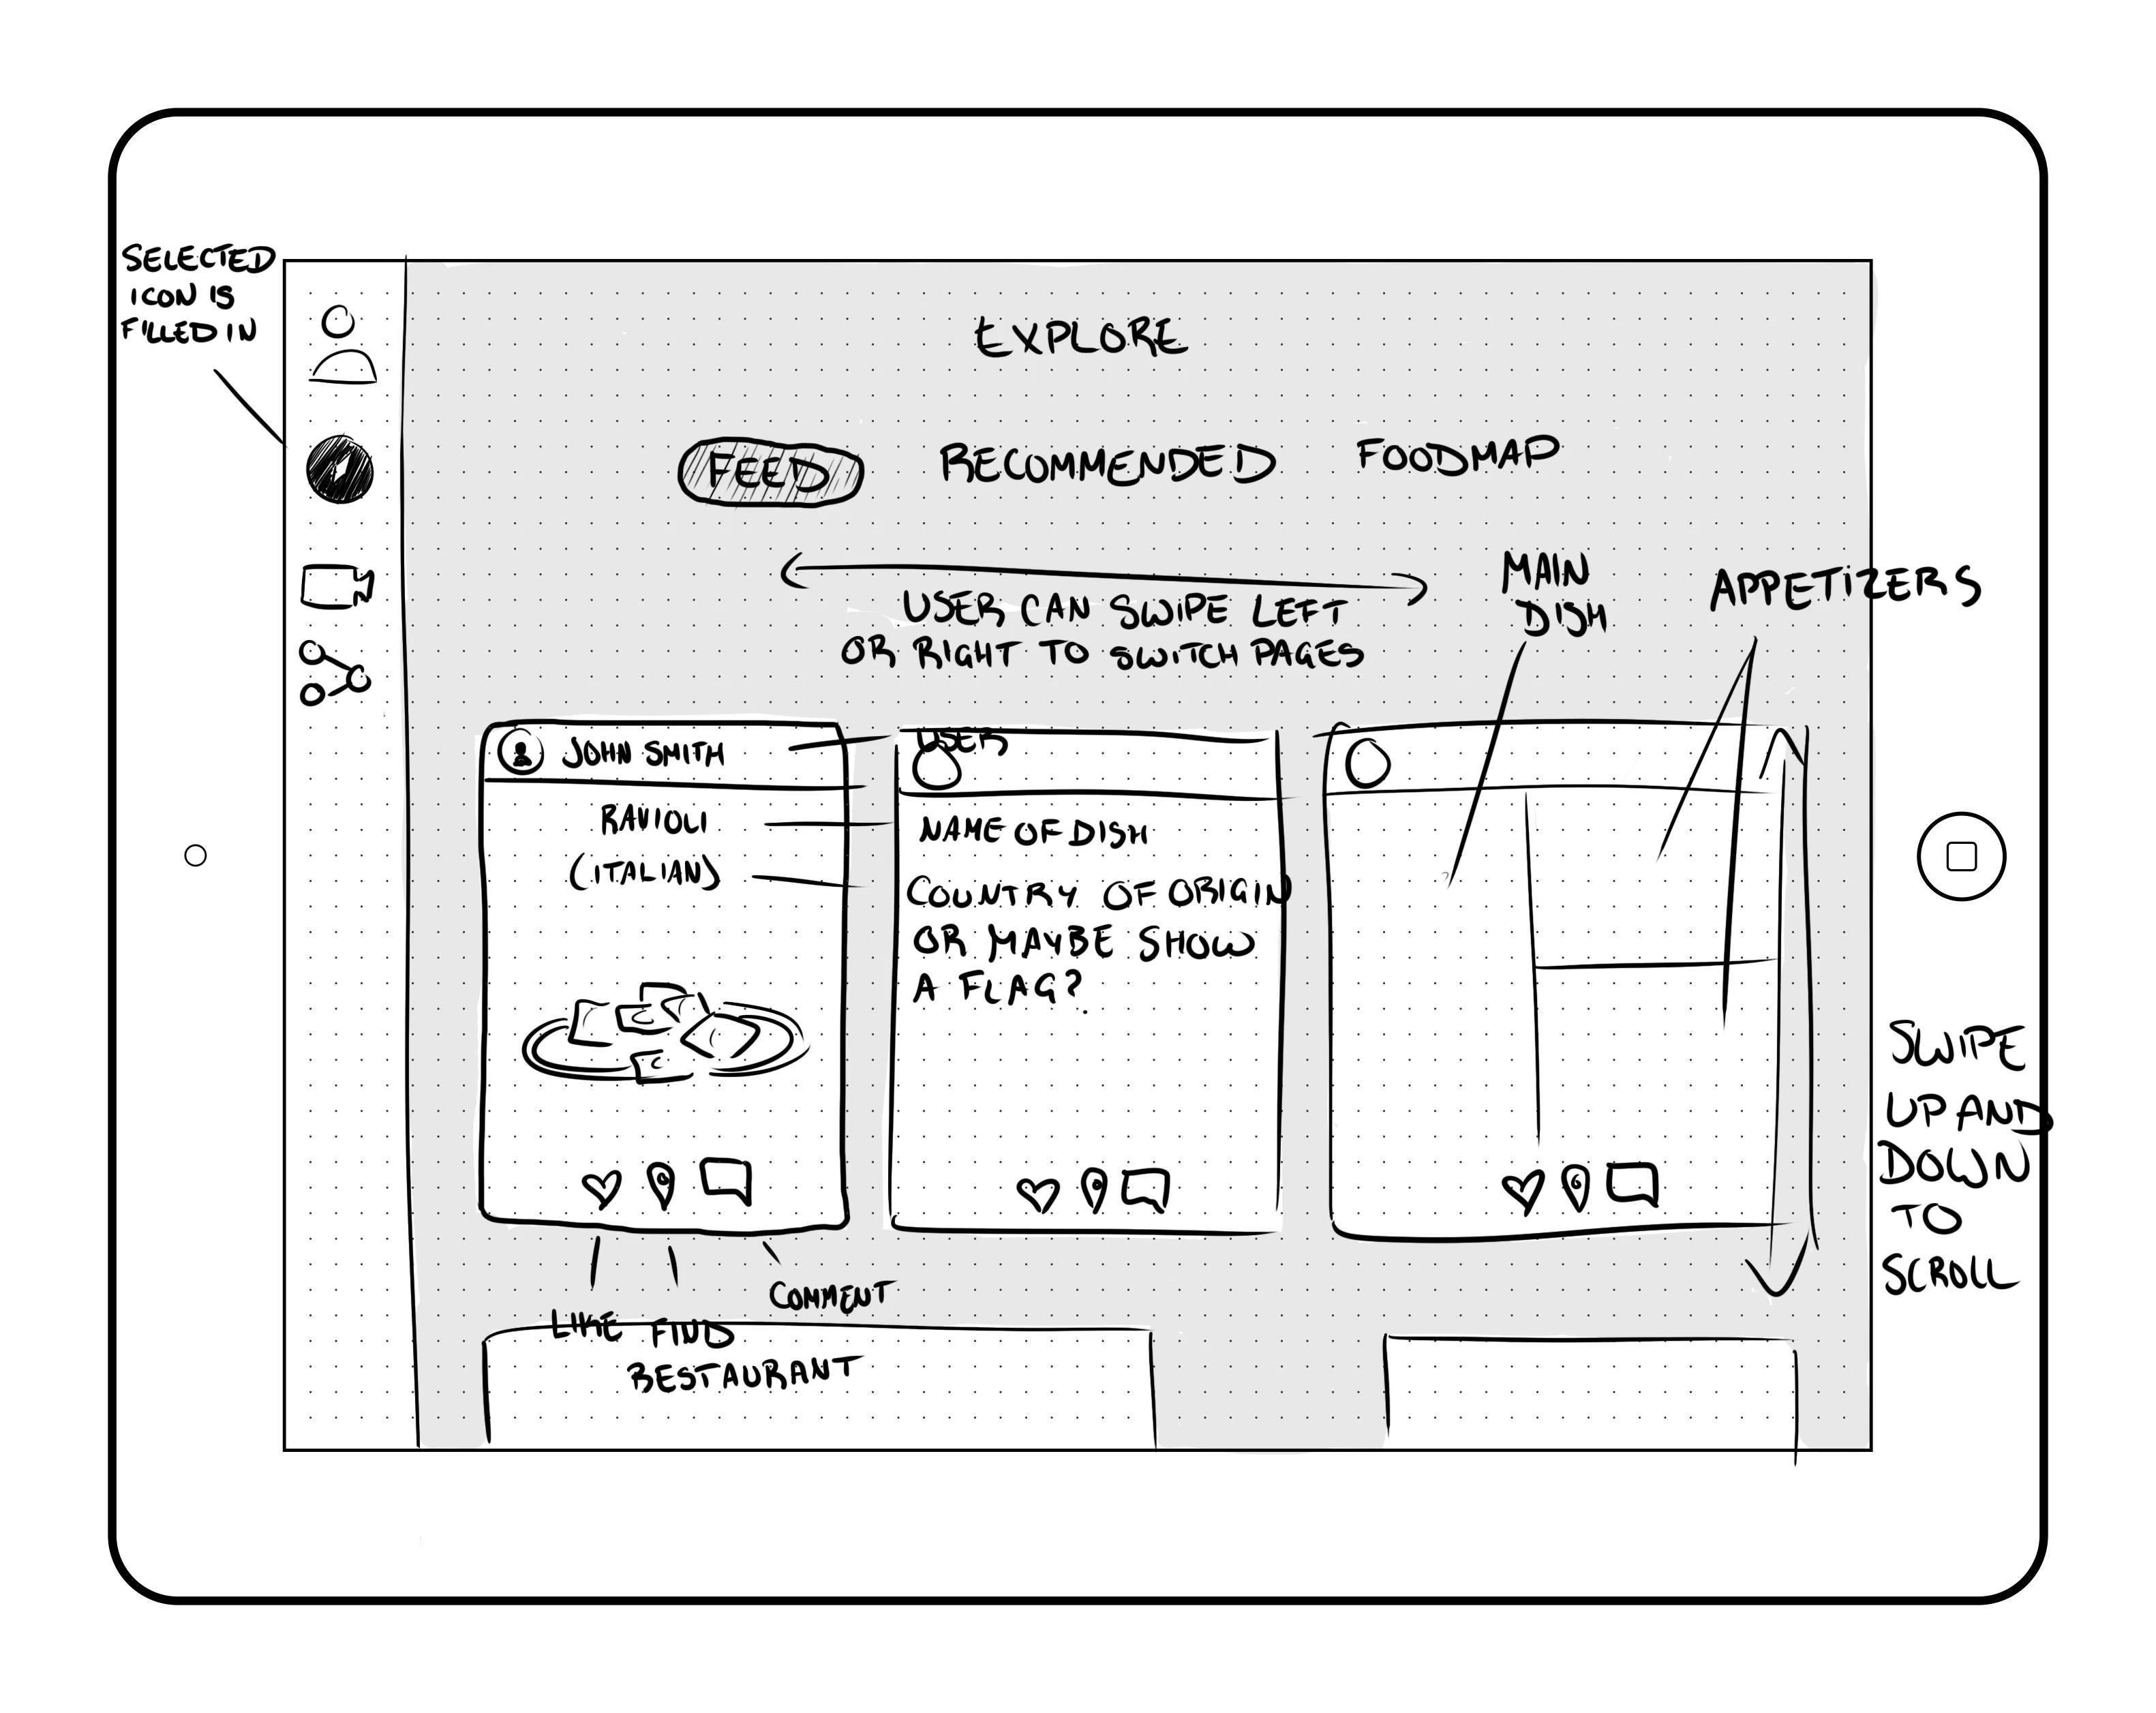 SELECTED
ICON IS
FILLED IN
EXPLORE
FEED
RECOMMENDED
FOODMAP
USER CAN SWIPE LEFT
OR RIGHT TO SWITCH PAGES
MAIN
DISH
APPETIZERS
JOHN SMITH
RAVIOLI
(ITALIAN)
USER
NAME OF DISH
COUNTRY OF ORIGIN
OR MAYBE SHOW
A FLAG?
LIKE
FIND
RESTAURANT
COMMENT
SWIPE
UP AND
DOWN
TO
SCROLL